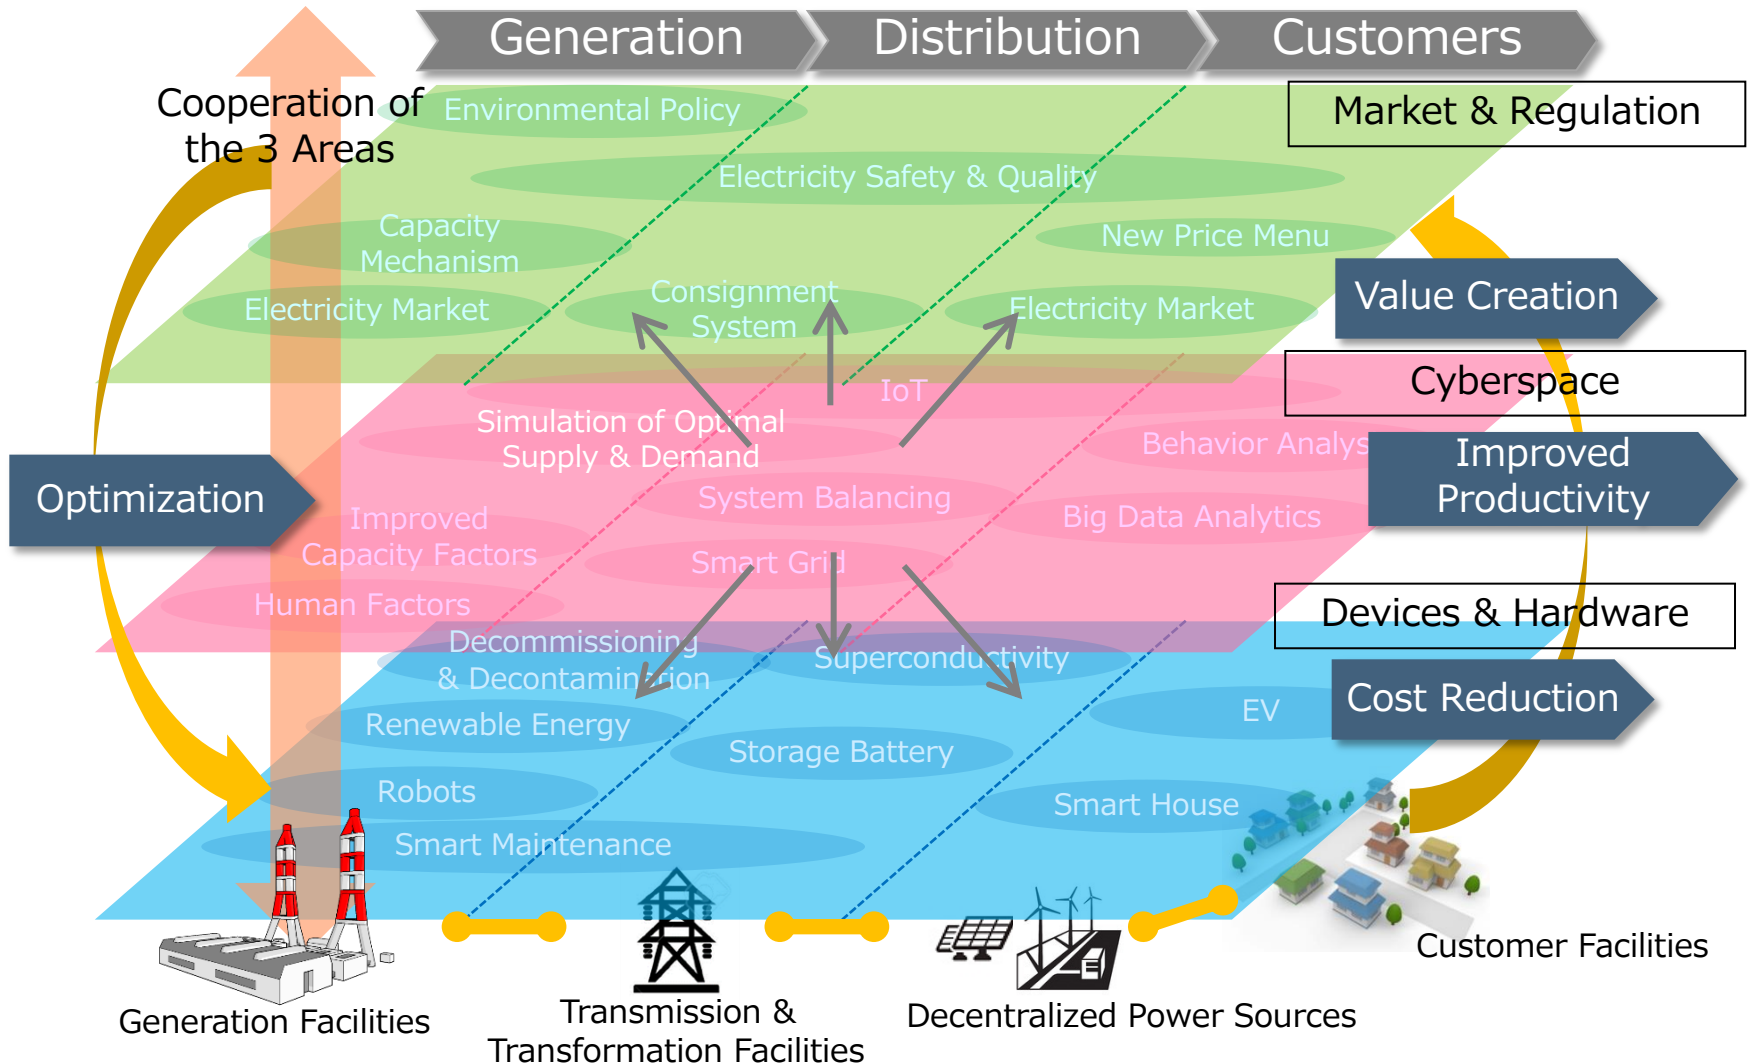 Generation
Distribution
Customers
Cooperation of
the 3 Areas
Environmental Policy
Market & Regulation
Electricity Safety & Quality
Capacity
Mechanism
New Price Menu
Electricity Market
Consignment
System
Electricity Market
Value Creation
Cyberspace
IoT
Simulation of Optimal
Supply & Demand
Behavior Analys
Improved
Productivity
Optimization
System Balancing
Big Data Analytics
Improved
Capacity Factors
Smart Grid
Human Factors
Devices & Hardware
Decommissioning
& Decontamination
Superconductivity
Renewable Energy
EV
Cost Reduction
Storage Battery
Robots
Smart House
Smart Maintenance
Customer Facilities
Generation Facilities
Transmission &
Transformation Facilities
Decentralized Power Sources